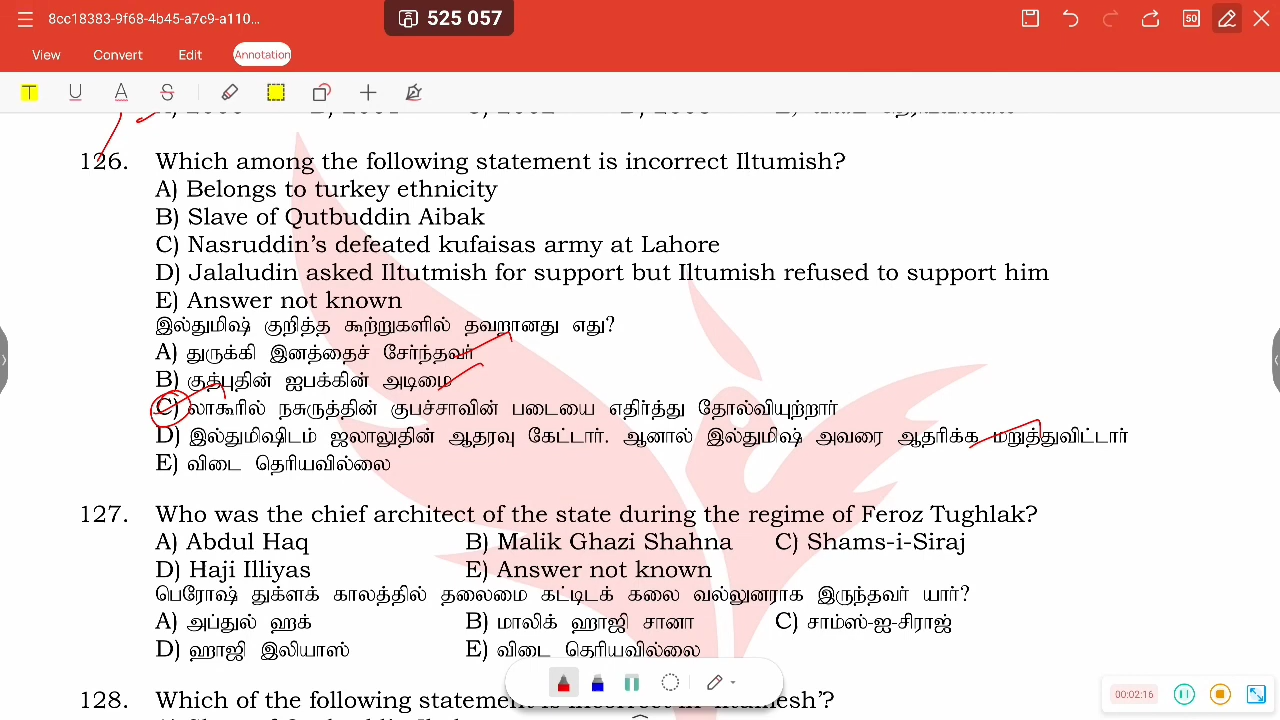 8cc18383-9f68-4b45-a7c9-a110...
525 057
50
View Convert Edit Annotation
T U A S
126. Which among the following statement is incorrect Iltumish?
A) Belongs to turkey ethnicity
B) Slave of Qutbuddin Aibak
C) Nasruddin's defeated kufaisas army at Lahore
D) Jalaludin asked Iltutmish for support but Iltumish refused to support him
E) Answer not known
இல்துமிஷ் குறித்த கூற்றுகளில் தவறானது எது?
A) துருக்கி இனத்தைச் சேர்ந்தவர்
B) குத்புதின் ஐபக்கின் அடிமை
C) லாகூரில் நசுருத்தின் குபச்சாவின் படையை எதிர்த்து தோல்வியுற்றார்
D) இல்துமிஷிடம் ஜலாலுதின் ஆதரவு கேட்டார். ஆனால் இல்துமிஷ் அவரை ஆதரிக்க மறுத்துவிட்டார்
E) விடை தெரியவில்லை
127. Who was the chief architect of the state during the regime of Feroz Tughlak?
A) Abdul Haq B) Malik Ghazi Shahna C) Shams-i-Siraj
D) Haji Illiyas E) Answer not known
பெரோஷ் துக்ளக் காலத்தில் தலைமை கட்டிடக் கலை வல்லுனராக இருந்தவர் யார்?
A) அப்துல் ஹக் B) மாலிக் ஹாஜி சானா C) சாம்ஸ்-ஐ-சிராஜ்
D) ஹாஜி இலியாஸ் E) விடை தெரியவில்லை
128. Which of the following statement is incorrect in
00:02:16